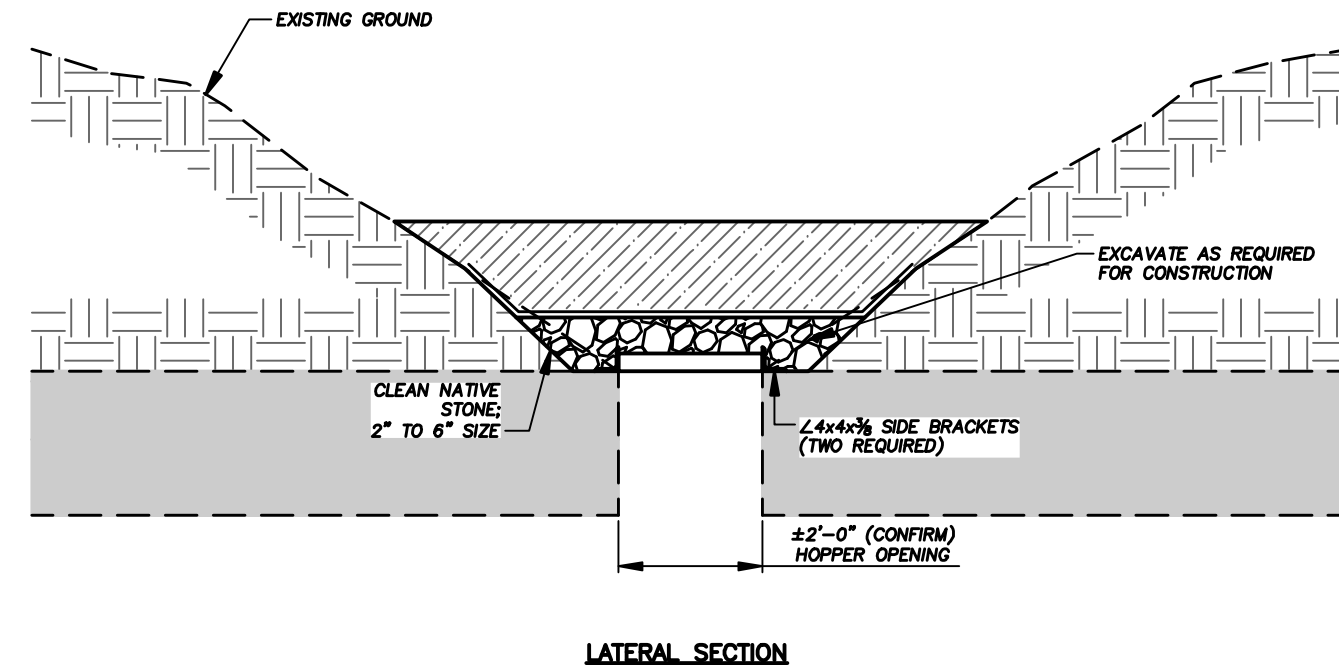 EXISTING GROUND
EXCAVATE AS REQUIRED
FOR CONSTRUCTION
CLEAN NATIVE
STONE;
2" TO 6" SIZE
∠4x4x⅜ SIDE BRACKETS
(TWO REQUIRED)
±2'-0" (CONFIRM)
HOPPER OPENING
LATERAL SECTION